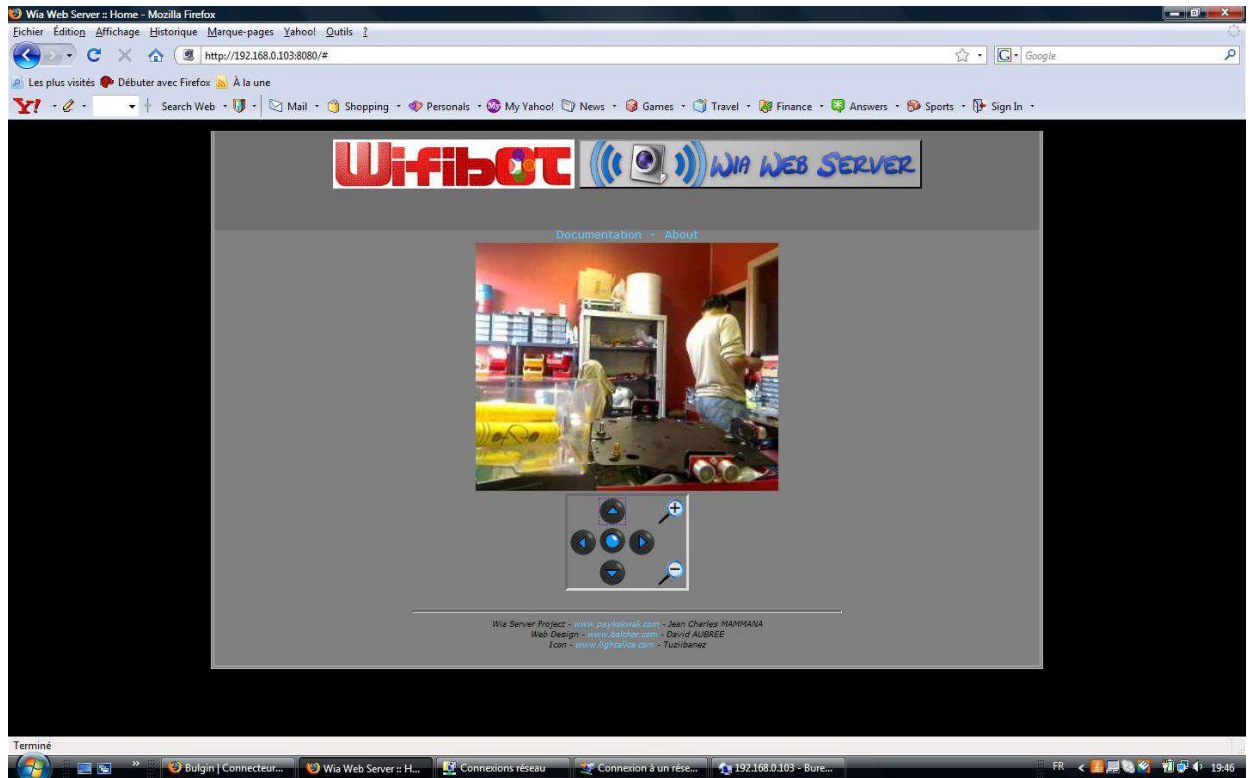 Wia Web Server :: Home - Mozilla Firefox
Fichier Édition Affichage Historique Marque-pages Yahoo! Outils ?
http://192.168.0.103:8080/#
Google
Les plus visités Débuter avec Firefox À la une
Y! Search Web Mail Shopping Personals My Yahoo! News Games Travel Finance Answers Sports Sign In
Wifibot WIA WEB SERVER
Documentation - About
Wia Server Project - www.psykokwak.com - Jean Charles MAMMANA
Web Design - www.balther.com - David AUBREE
Icon - www.lightalice.com - Tuziibanez
Terminé
Bulgin | Connecteur... Wia Web Server :: H... Connexions réseau Connexion à un rése... 192.168.0.103 - Bure... FR 19:46